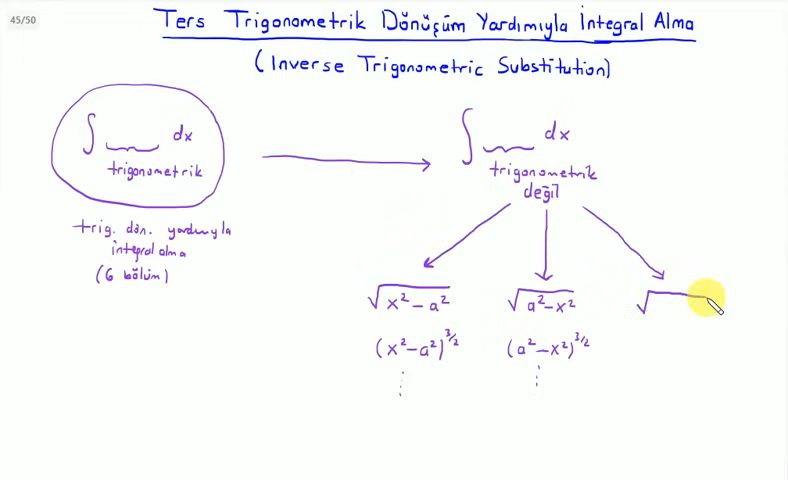 45/50
Ters Trigonometrik Dönüşüm Yardımıyla İntegral Alma
(Inverse Trigonometric Substitution)
∫ dx
trigonometrik
trig. dön. yardımıyla
integral alma
(6 bölüm)
∫ dx
trigonometrik
değil
√(x²-a²)
(x²-a²)^3/2
⋮
√(a²-x²)
(a²-x²)^3/2
⋮
√